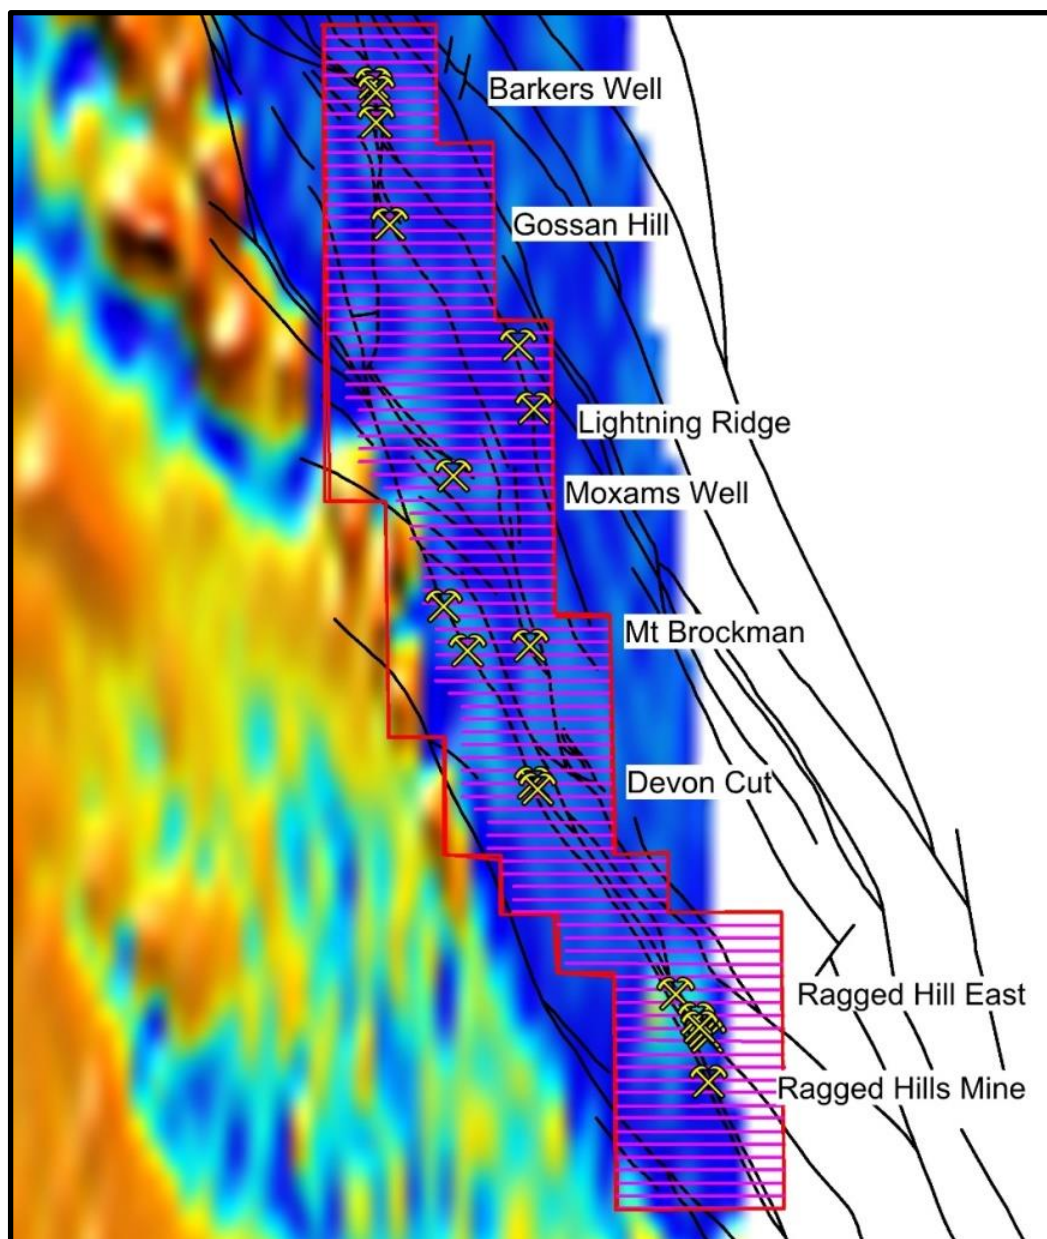 Barkers Well
Gossan Hill
Lightning Ridge
Moxams Well
Mt Brockman
Devon Cut
Ragged Hill East
Ragged Hills Mine